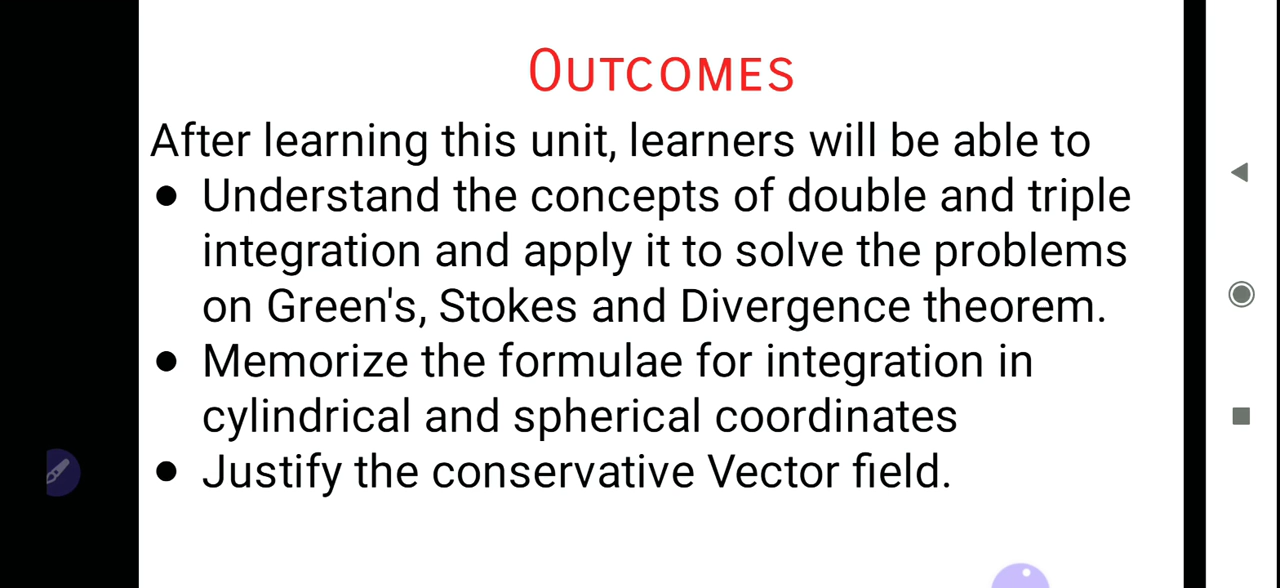 OUTCOMES
After learning this unit, learners will be able to
● Understand the concepts of double and triple
integration and apply it to solve the problems
on Green's, Stokes and Divergence theorem.
● Memorize the formulae for integration in
cylindrical and spherical coordinates
● Justify the conservative Vector field.